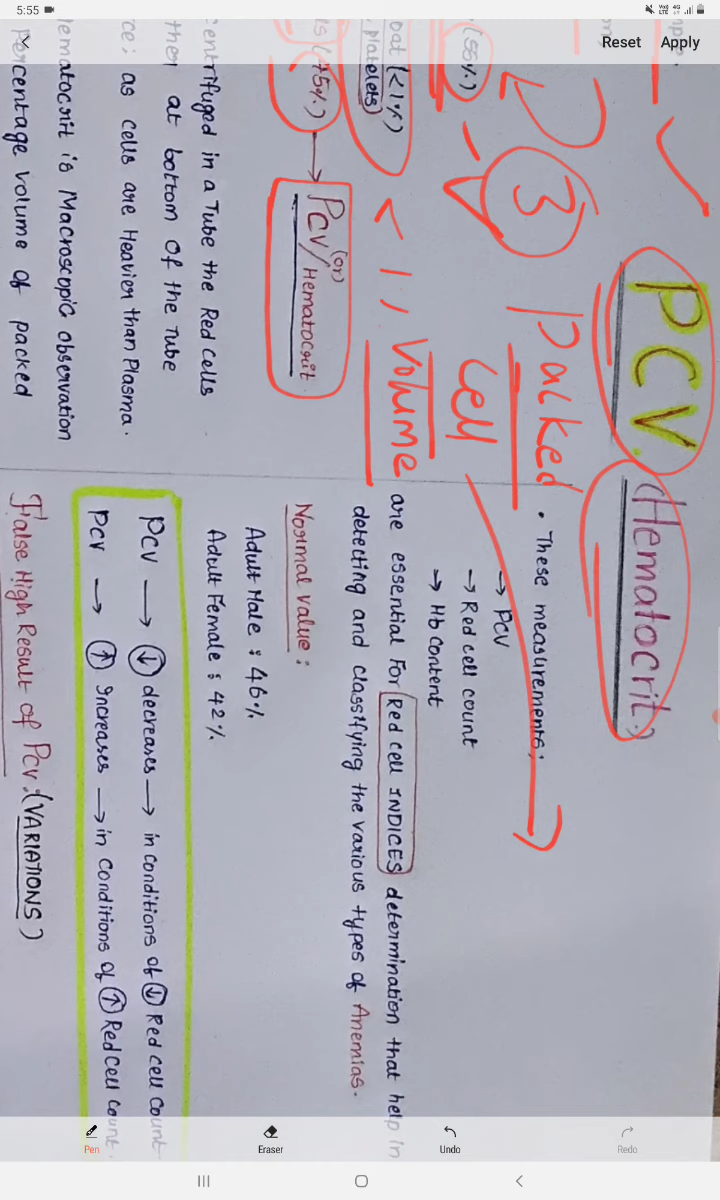 5:55
Reset Apply
PCV (Hematocrit)
3
Packed
Cell
< 1, Volume
(55%)
(<1%)
Platelets)
(45%) → PCV/(or) Hematocrit.
centrifuged in a Tube the Red cells
at bottom of the Tube
as cells are Heavier than Plasma.
is Macroscopic observation
percentage volume of packed
• These measurements;
→ PCV
→ Red cell count
→ Hb content
are essential For Red cell INDICES determination that help in
detecting and classifying the various types of Anemias.
Normal value:
Adult Male : 46%
Adult Female : 42%
PCV → ↓ decreases → in conditions of ↓ Red cell count
PCV → ↑ Increases → in Conditions of ↑ Red Cell count.
False High Result of Pcv:(VARIATIONS)
Pen Eraser Undo Redo